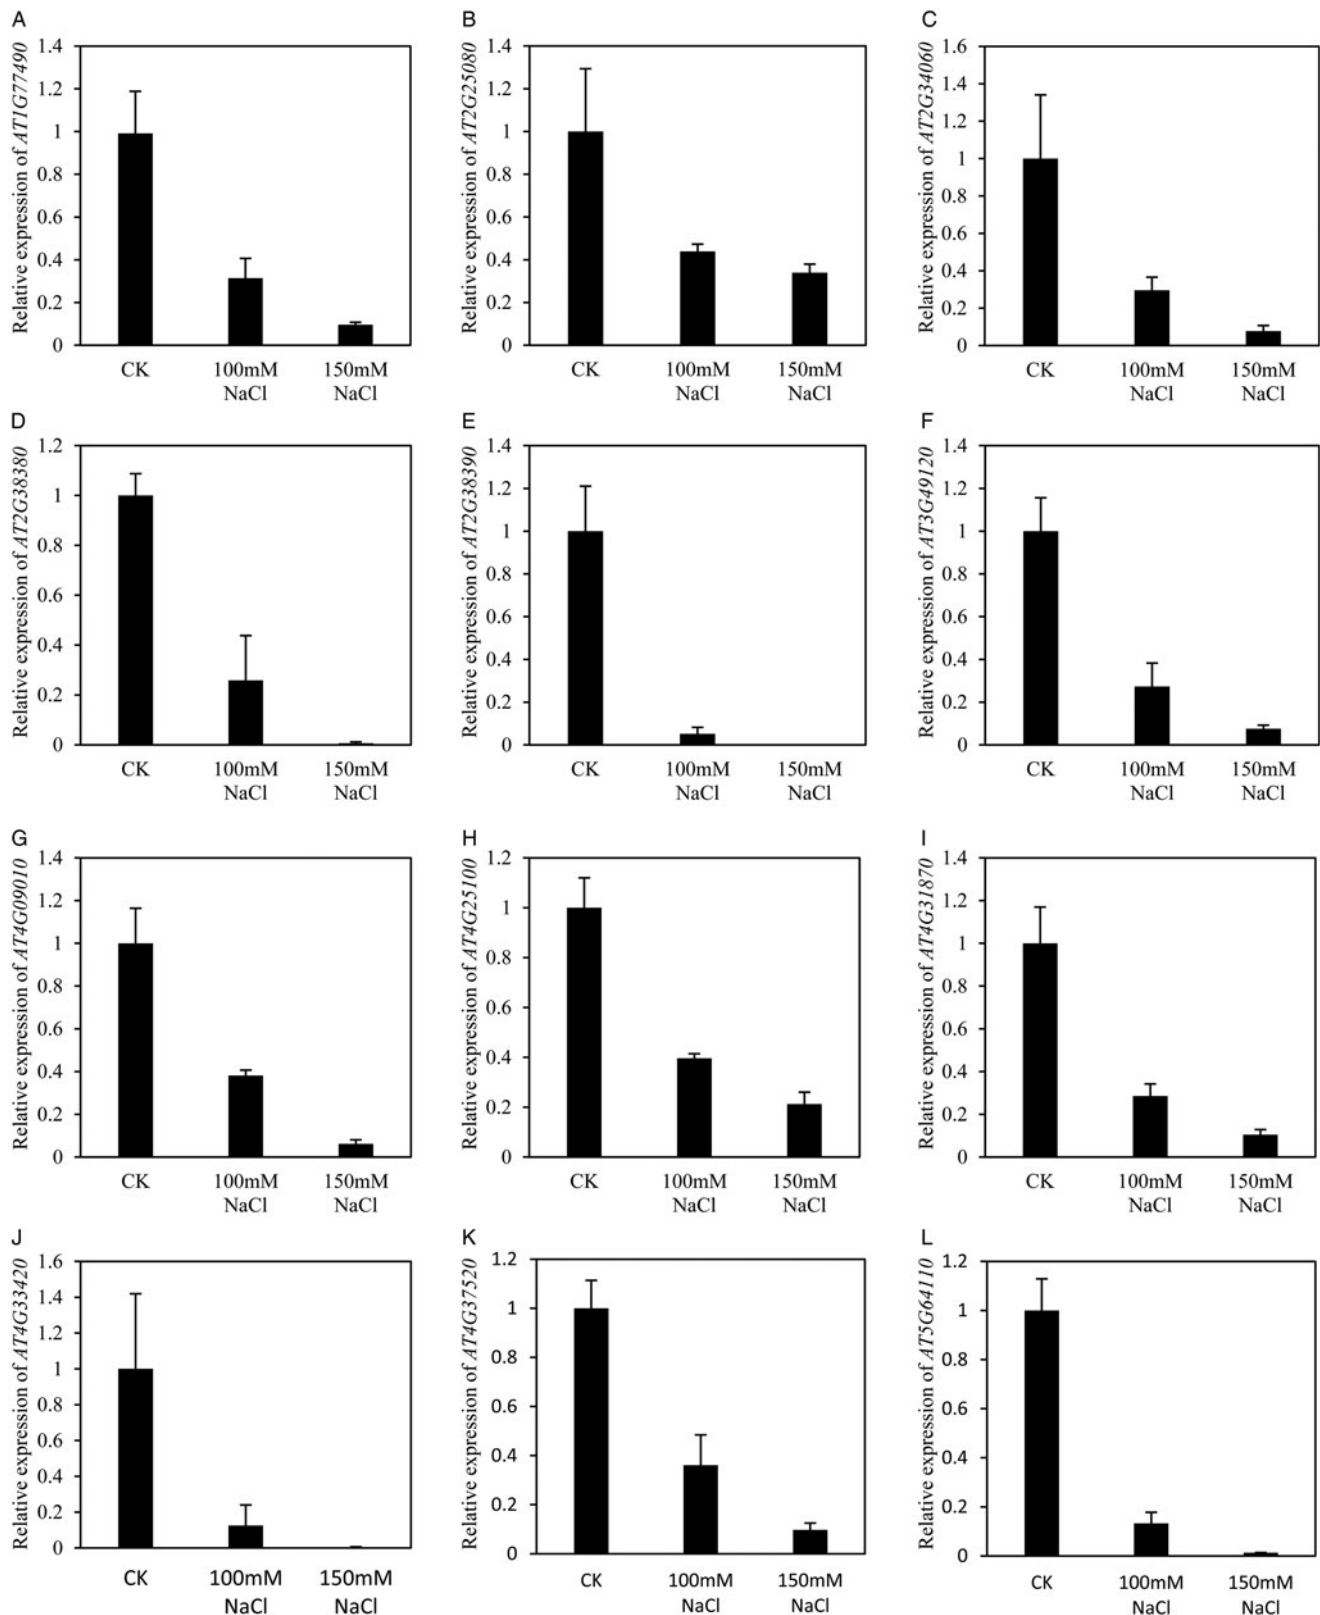 A
Relative expression of AT1G77490
1.4
1.2
1
0.8
0.6
0.4
0.2
0
CK
100mM
NaCl
150mM
NaCl
B
Relative expression of AT2G25080
1.4
1.2
1
0.8
0.6
0.4
0.2
0
CK
100mM
NaCl
150mM
NaCl
C
Relative expression of AT2G34060
1.6
1.4
1.2
1
0.8
0.6
0.4
0.2
0
CK
100mM
NaCl
150mM
NaCl
D
Relative expression of AT2G38380
1.2
1
0.8
0.6
0.4
0.2
0
CK
100mM
NaCl
150mM
NaCl
E
Relative expression of AT2G38390
1.4
1.2
1
0.8
0.6
0.4
0.2
0
CK
100mM
NaCl
150mM
NaCl
F
Relative expression of AT3G49120
1.4
1.2
1
0.8
0.6
0.4
0.2
0
CK
100mM
NaCl
150mM
NaCl
G
Relative expression of AT4G09010
1.4
1.2
1
0.8
0.6
0.4
0.2
0
CK
100mM
NaCl
150mM
NaCl
H
Relative expression of AT4G25100
1.2
1
0.8
0.6
0.4
0.2
0
CK
100mM
NaCl
150mM
NaCl
I
Relative expression of AT4G31870
1.4
1.2
1
0.8
0.6
0.4
0.2
0
CK
100mM
NaCl
150mM
NaCl
J
Relative expression of AT4G33420
1.6
1.4
1.2
1
0.8
0.6
0.4
0.2
0
CK
100mM
NaCl
150mM
NaCl
K
Relative expression of AT4G37520
1.2
1
0.8
0.6
0.4
0.2
0
CK
100mM
NaCl
150mM
NaCl
L
Relative expression of AT5G64110
1.2
1
0.8
0.6
0.4
0.2
0
CK
100mM
NaCl
150mM
NaCl